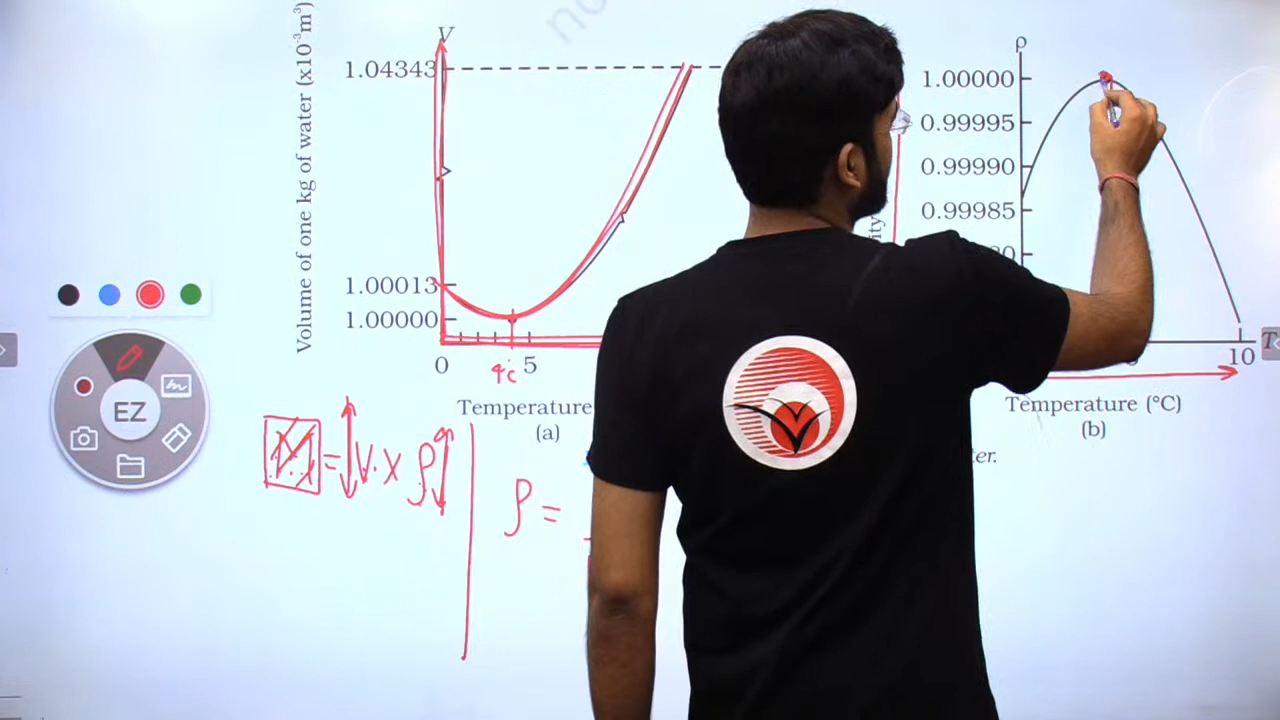 Volume of one kg of water (x10⁻³m³)
V
1.04343
1.00013
1.00000
0 5
4°C
Temperature
(a)
M = V. x ρ
ρ =
ρ
1.00000
0.99995
0.99990
0.99985
10
Temperature (°C)
(b)
EZ